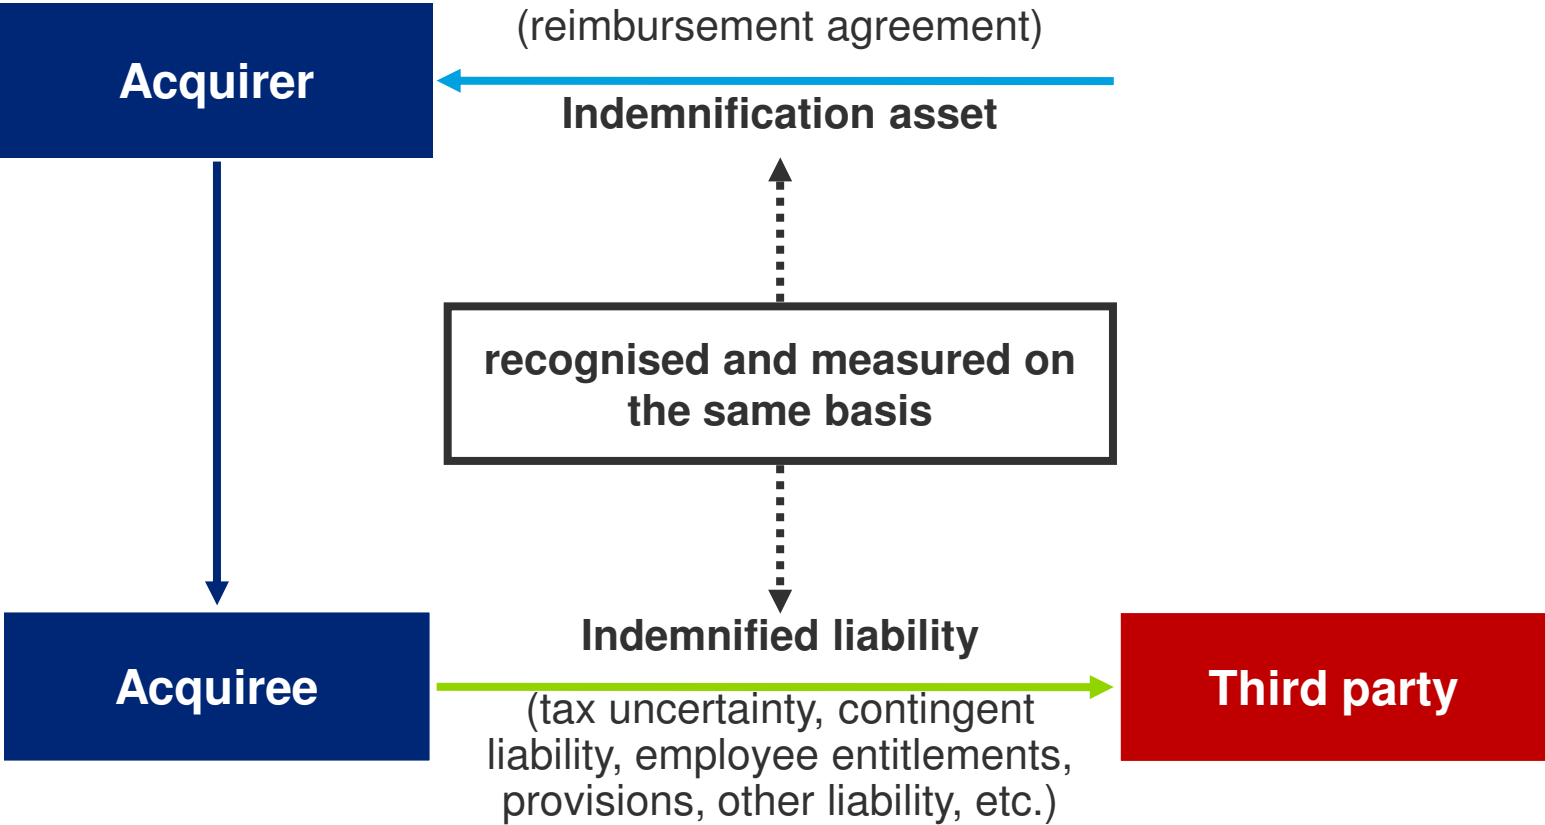 (reimbursement agreement)
Acquirer
Indemnification asset
recognised and measured on
the same basis
Indemnified liability
Acquiree
Third party
(tax uncertainty, contingent
liability, employee entitlements,
provisions, other liability, etc.)